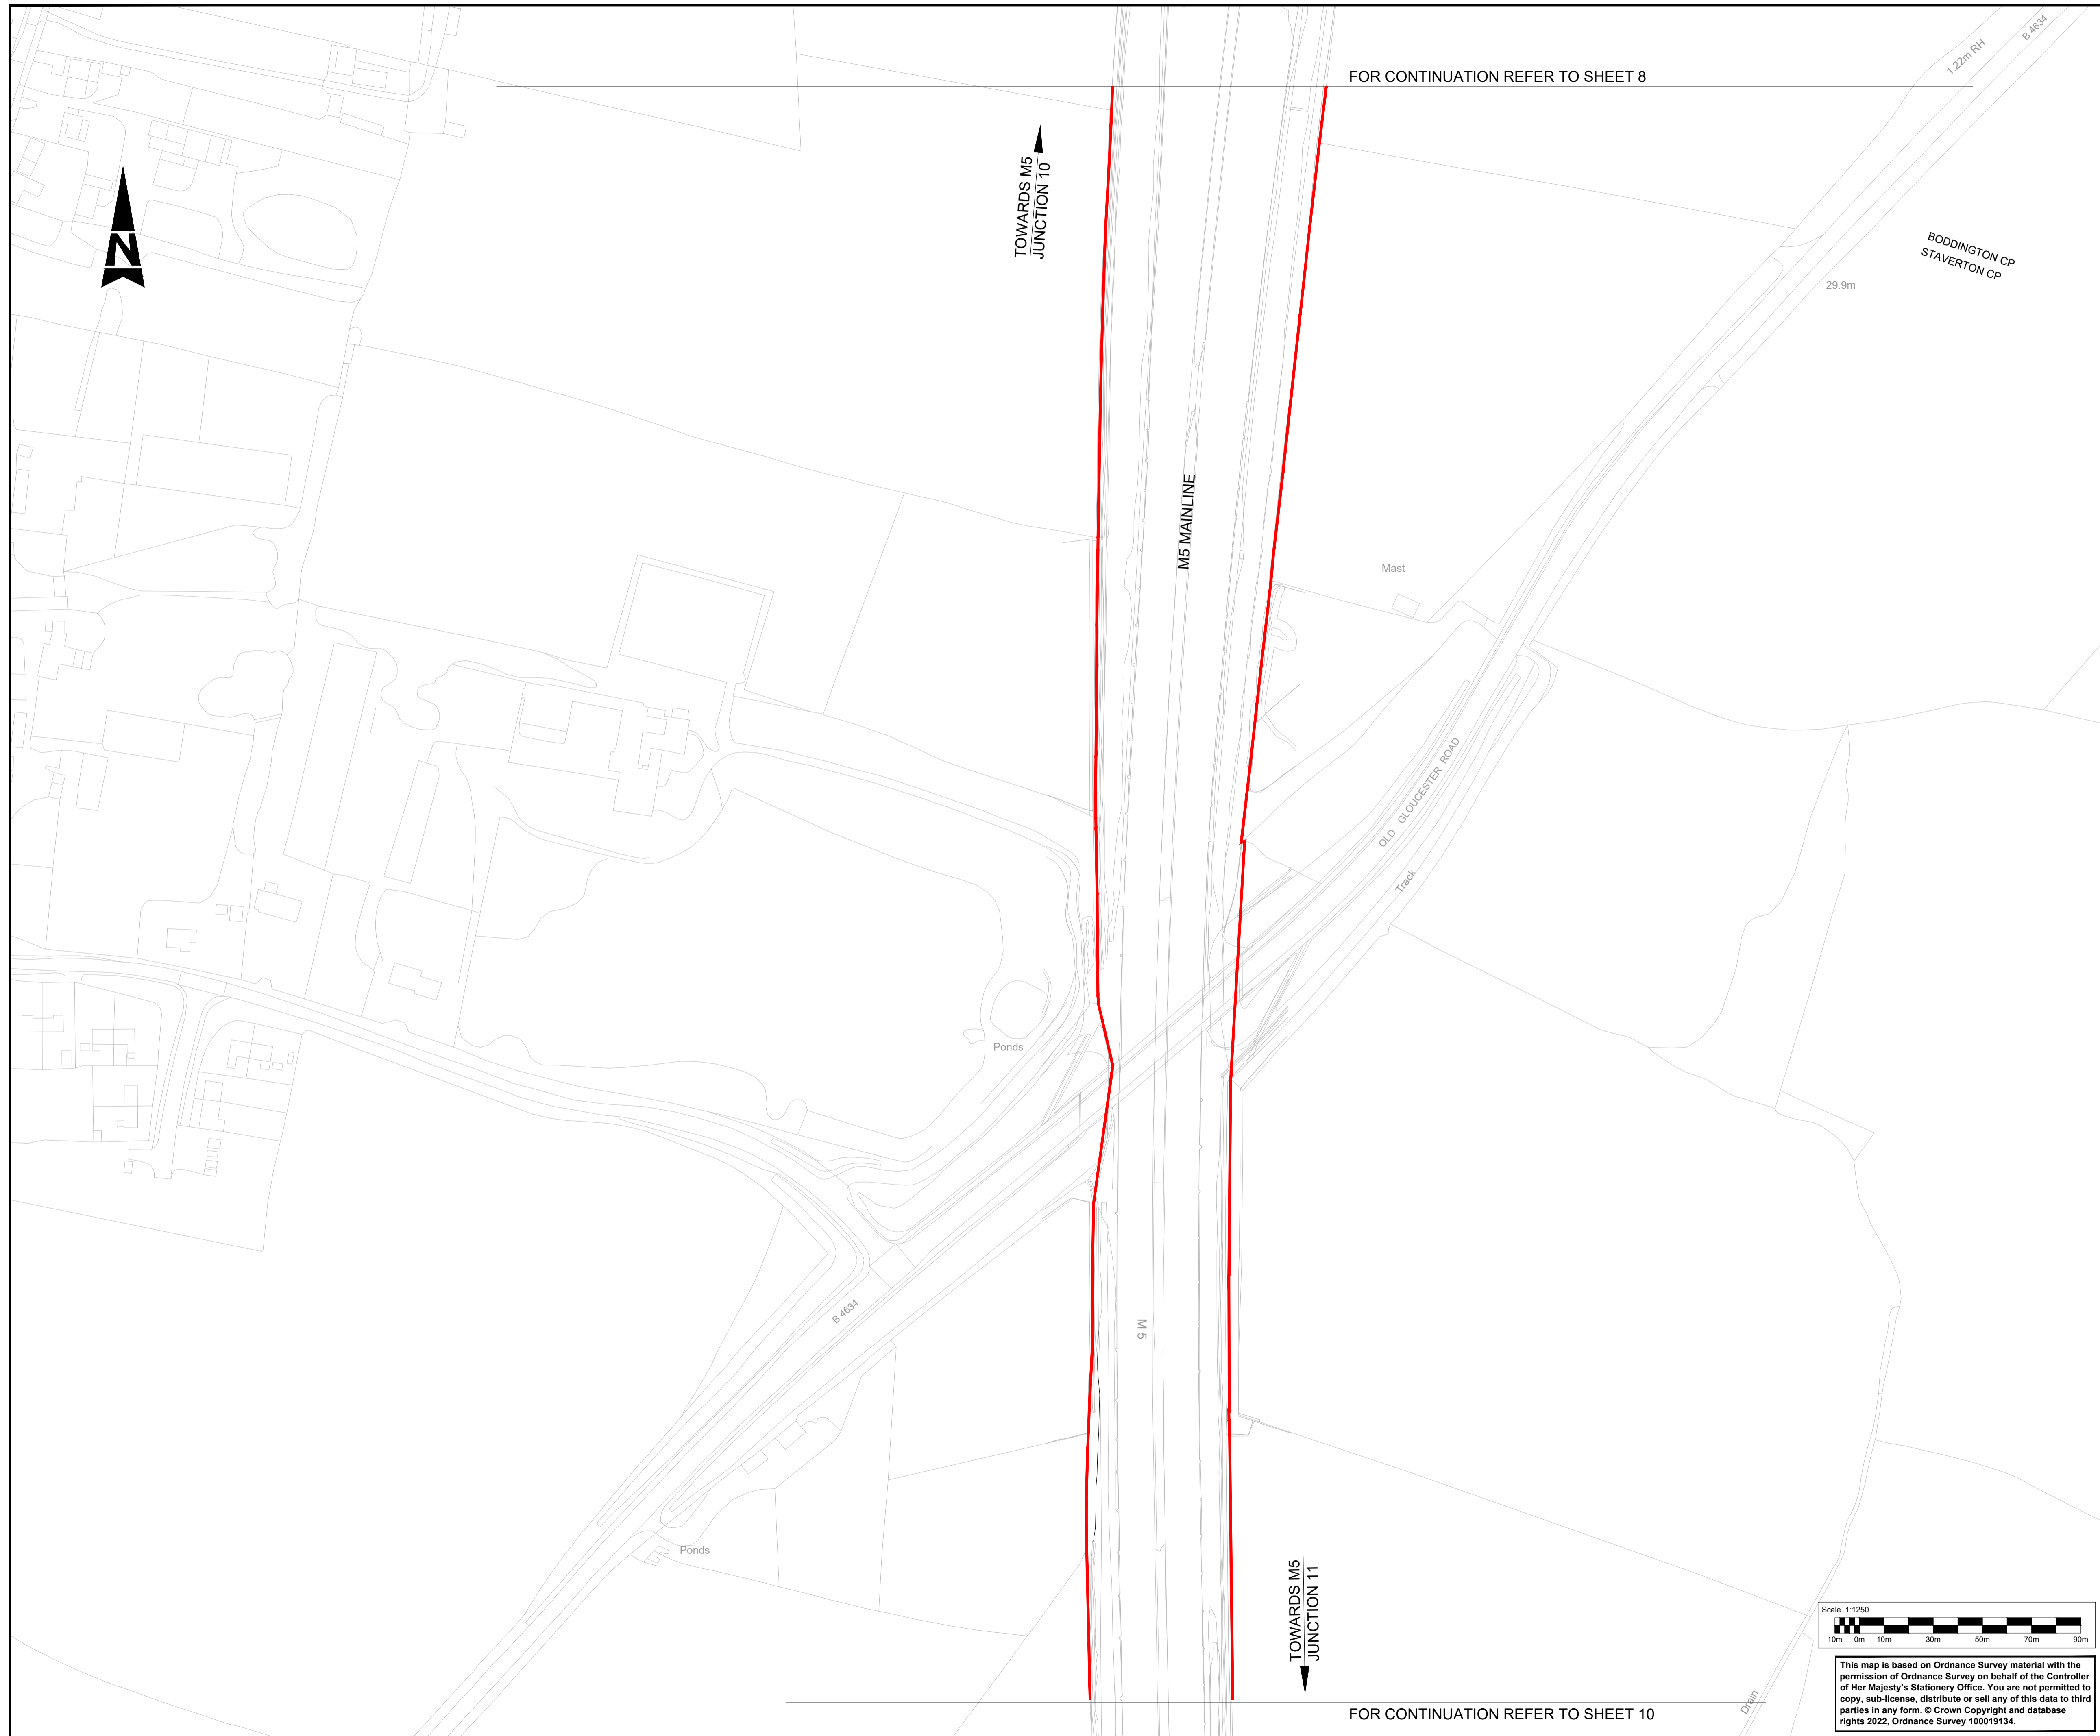 B 4634
1.22m RH
FOR CONTINUATION REFER TO SHEET 8
TOWARDS M5
JUNCTION 10
N
BODDINGTON CP
STAVERTON CP
29.9m
M5 MAINLINE
Mast
OLD GLOUCESTER ROAD
Track
Ponds
B 4634
M 5
Ponds
TOWARDS M5
JUNCTION 11
Scale 1:1250
10m 0m 10m 30m 50m 70m 90m
Drain
This map is based on Ordnance Survey material with the
permission of Ordnance Survey on behalf of the Controller
of Her Majesty's Stationery Office. You are not permitted to
copy, sub-license, distribute or sell any of this data to third
parties in any form. © Crown Copyright and database
rights 2022, Ordnance Survey 100019134.
FOR CONTINUATION REFER TO SHEET 10